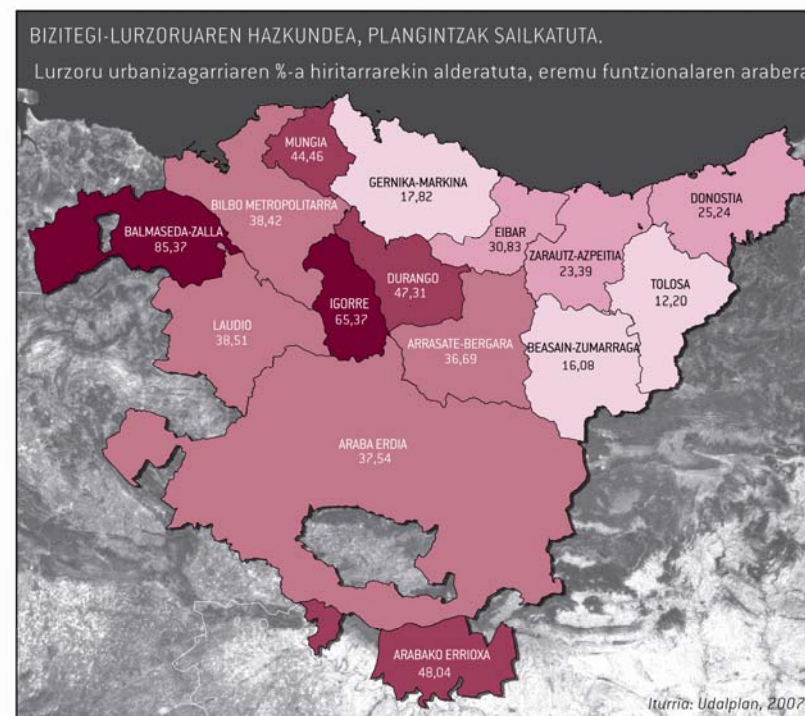 BIZITEGI-LURZORUAREN HAZKUNDEA, PLANGINTZAK SAILKATUTA.
Lurzoru urbanizagarriaren %-a hiritarrarekin alderatuta, eremu funtzionalaren arabera
MUNGIA
44,46
GERNIKA-MARKINA
17,82
BILBO METROPOLITARRA
38,42
DONOSTIA
25,24
BALMASEDA-ZALLA
85,37
EIBAR
30,83
ZARAUTZ-AZPEITIA
23,39
DURANGO
47,31
TOLOSA
12,20
IGORRE
65,37
LAUDIO
38,51
ARRASATE-BERGARA
36,69
BEASAIN-ZUMARRAGA
16,08
ARABA ERDIA
37,54
ARABAKO ERRIOXA
48,04
Iturria: Udalplan, 2007